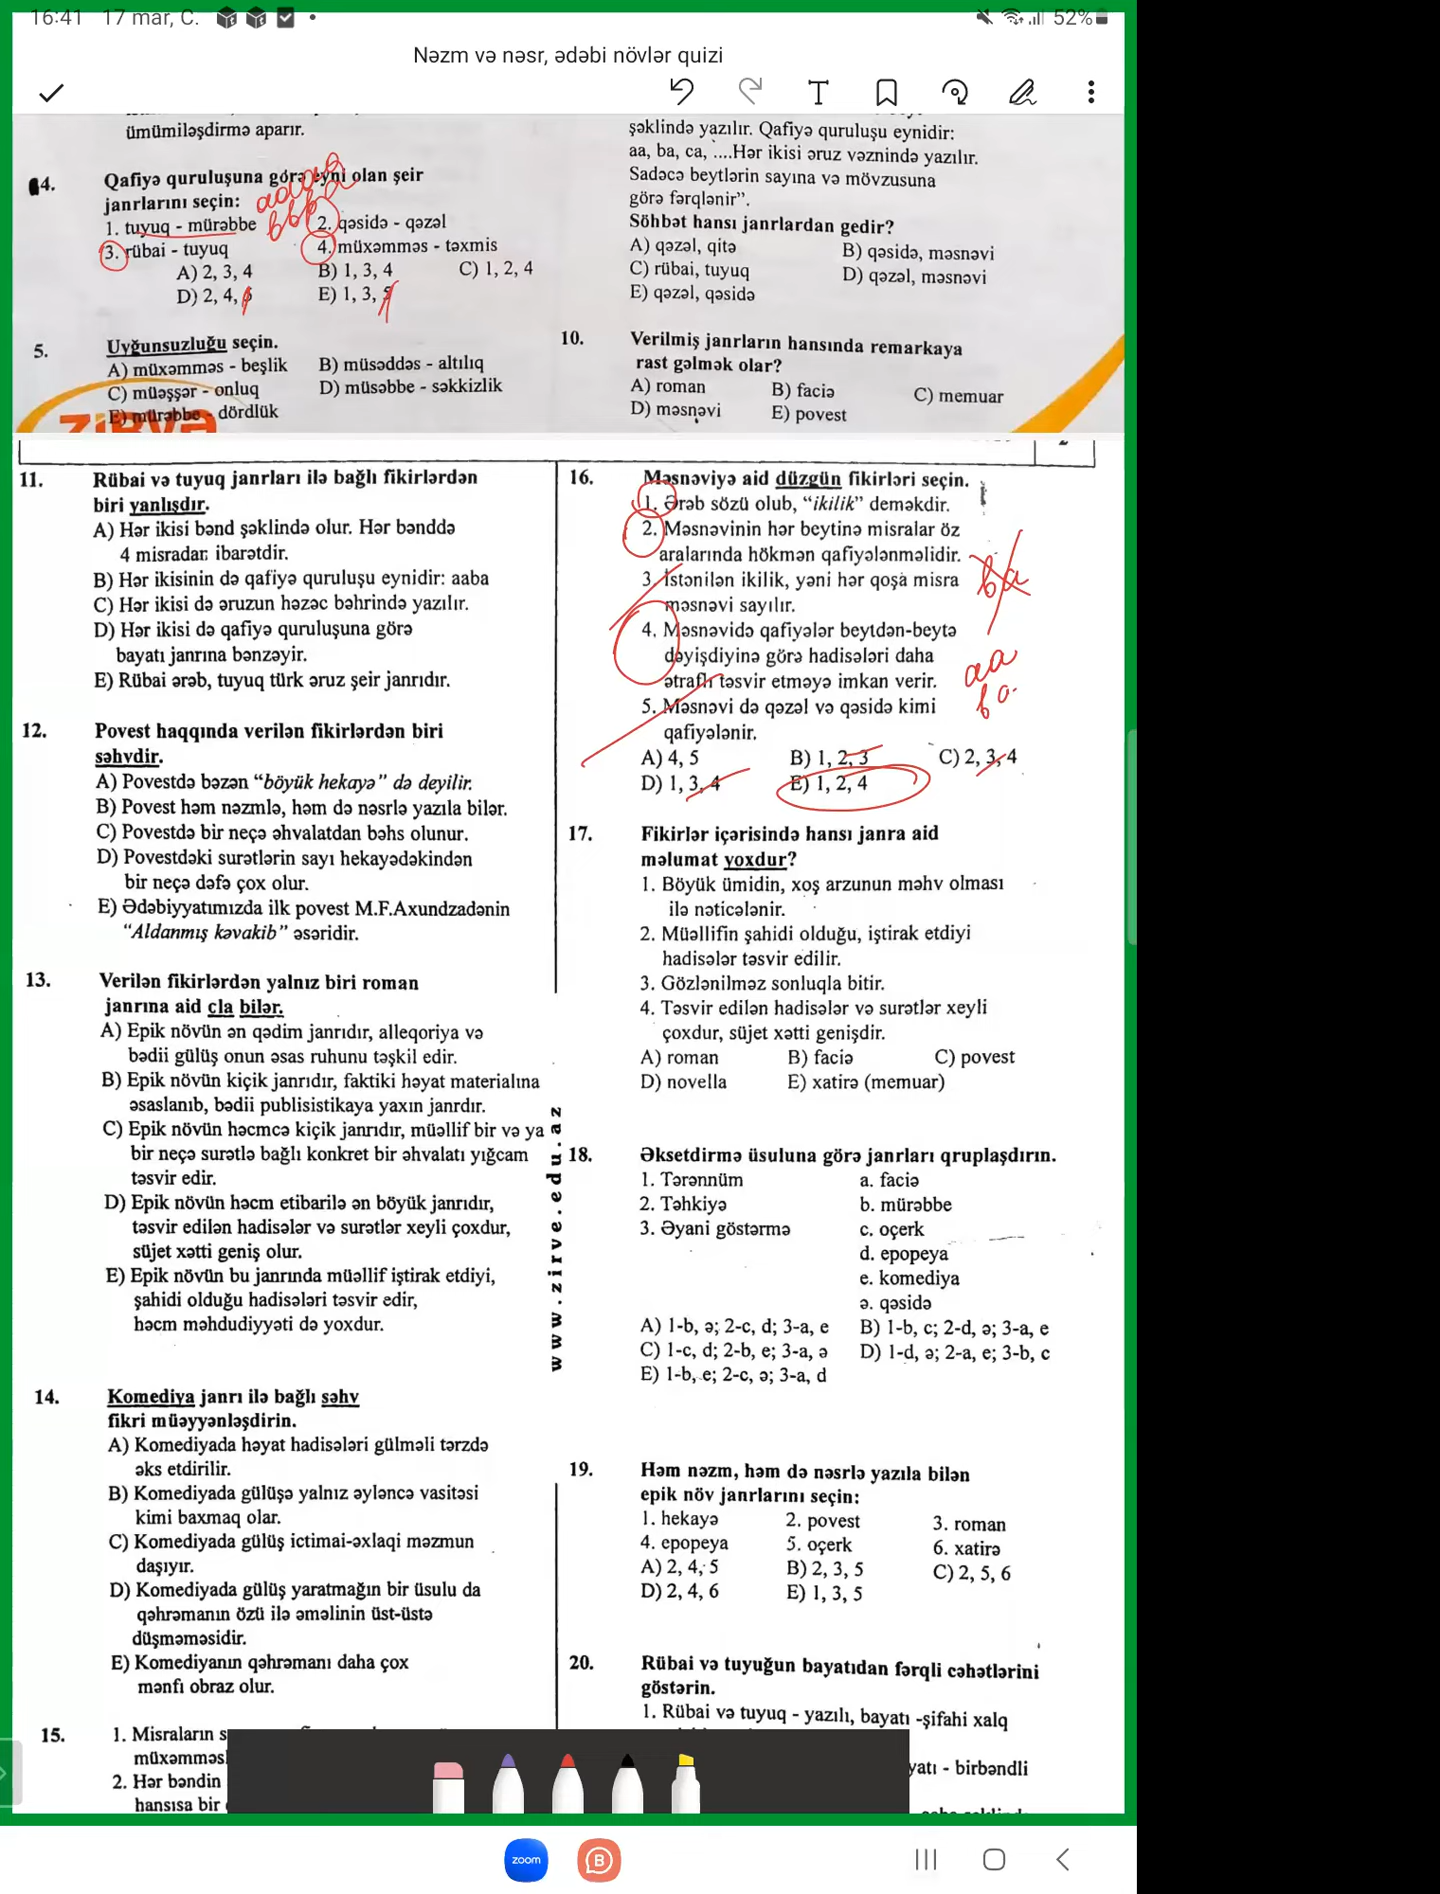 16:41 17 mar, C. 52%
Nəzm və nəsr, ədəbi növlər quizi
ümümiləşdirmə aparır.
4. Qafiyə quruluşuna görə eyni olan şeir
janrlarını seçin:
1. tuyuq - mürəbbe 2. qəsidə - qəzəl
3. rübai - tuyuq 4. müxəmməs - təxmis
A) 2, 3, 4 B) 1, 3, 4 C) 1, 2, 4
D) 2, 4, E) 1, 3,
5. Uyğunsuzluğu seçin.
A) müxəmməs - beşlik B) müsəddəs - altılıq
C) müəşşər - onluq D) müsəbbe - səkkizlik
E) mürəbbe - dördlük
ZİRVƏ
şəklində yazılır. Qafiyə quruluşu eynidir:
aa, ba, ca, ....Hər ikisi əruz vəznində yazılır.
Sadəcə beytlərin sayına və mövzusuna
görə fərqlənir”.
Söhbət hansı janrlardan gedir?
A) qəzəl, qitə B) qəsidə, məsnəvi
C) rübai, tuyuq D) qəzəl, məsnəvi
E) qəzəl, qəsidə
10. Verilmiş janrların hansında remarkaya
rast gəlmək olar?
A) roman B) faciə C) memuar
D) məsnəvi E) povest
11. Rübai və tuyuq janrları ilə bağlı fikirlərdən
biri yanlışdır.
A) Hər ikisi bənd şəklində olur. Hər bənddə
4 misradan ibarətdir.
B) Hər ikisinin də qafiyə quruluşu eynidir: aaba
C) Hər ikisi də əruzun həzəc bəhrində yazılır.
D) Hər ikisi də qafiyə quruluşuna görə
bayatı janrına bənzəyir.
E) Rübai ərəb, tuyuq türk əruz şeir janrıdır.
12. Povest haqqında verilən fikirlərdən biri
səhvdir.
A) Povestdə bəzən “böyük hekayə” də deyilir.
B) Povest həm nəzmlə, həm də nəsrlə yazıla bilər.
C) Povestdə bir neçə əhvalatdan bəhs olunur.
D) Povestdəki surətlərin sayı hekayədəkindən
bir neçə dəfə çox olur.
E) Ədəbiyyatımızda ilk povest M.F.Axundzadənin
“Aldanmış kəvakib” əsəridir.
13. Verilən fikirlərdən yalnız biri roman
janrına aid cla bilər.
A) Epik növün ən qədim janrıdır, alleqoriya və
bədii gülüş onun əsas ruhunu təşkil edir.
B) Epik növün kiçik janrıdır, faktiki həyat materialına
əsaslanıb, bədii publisistikaya yaxın janrdır.
C) Epik növün həcmcə kiçik janrıdır, müəllif bir və ya
bir neçə surətlə bağlı konkret bir əhvalatı yığcam
təsvir edir.
D) Epik növün həcm etibarilə ən böyük janrıdır,
təsvir edilən hadisələr və surətlər xeyli çoxdur,
süjet xətti geniş olur.
E) Epik növün bu janrında müəllif iştirak etdiyi,
şahidi olduğu hadisələri təsvir edir,
həcm məhdudiyyəti də yoxdur.
14. Komediya janrı ilə bağlı səhv
fikri müəyyənləşdirin.
A) Komediyada həyat hadisələri gülməli tərzdə
əks etdirilir.
B) Komediyada gülüşə yalnız əyləncə vasitəsi
kimi baxmaq olar.
C) Komediyada gülüş ictimai-əxlaqi məzmun
daşıyır.
D) Komediyada gülüş yaratmağın bir üsulu da
qəhrəmanın özü ilə əməlinin üst-üstə
düşməməsidir.
E) Komediyanın qəhrəmanı daha çox
mənfi obraz olur.
15. 1. Misraların s
müxəmməsl
2. Hər bəndin
hansısa bir
www.zirve.edu.az
16. Məsnəviyə aid düzgün fikirləri seçin.
1. Ərəb sözü olub, “ikilik” deməkdir.
2. Məsnəvinin hər beytinə misralar öz
aralarında hökmən qafiyələnməlidir.
3. İstənilən ikilik, yəni hər qoşa misra
məsnəvi sayılır.
4. Məsnəvidə qafiyələr beytdən-beytə
dəyişdiyinə görə hadisələri daha
ətraflı təsvir etməyə imkan verir.
5. Məsnəvi də qəzəl və qəsidə kimi
qafiyələnir.
ba
aa
A) 4, 5 B) 1, 2, 3 C) 2, 3, 4
D) 1, 3, 4 E) 1, 2, 4
17. Fikirlər içərisində hansı janra aid
məlumat yoxdur?
1. Böyük ümidin, xoş arzunun məhv olması
ilə nəticələnir.
2. Müəllifin şahidi olduğu, iştirak etdiyi
hadisələr təsvir edilir.
3. Gözlənilməz sonluqla bitir.
4. Təsvir edilən hadisələr və surətlər xeyli
çoxdur, süjet xətti genişdir.
A) roman B) faciə C) povest
D) novella E) xatirə (memuar)
18. Əksetdirmə üsuluna görə janrları qruplaşdırın.
1. Tərənnüm a. faciə
2. Təhkiyə b. mürəbbe
3. Əyani göstərmə c. oçerk
d. epopeya
e. komediya
ə. qəsidə
A) 1-b, ə; 2-c, d; 3-a, e B) 1-b, c; 2-d, ə; 3-a, e
C) 1-c, d; 2-b, e; 3-a, ə D) 1-d, ə; 2-a, e; 3-b, c
E) 1-b, e; 2-c, ə; 3-a, d
19. Həm nəzm, həm də nəsrlə yazıla bilən
epik növ janrlarını seçin:
1. hekayə 2. povest 3. roman
4. epopeya 5. oçerk 6. xatirə
A) 2, 4, 5 B) 2, 3, 5 C) 2, 5, 6
D) 2, 4, 6 E) 1, 3, 5
20. Rübai və tuyuğun bayatıdan fərqli cəhətlərini
göstərin.
1. Rübai və tuyuq - yazılı, bayatı -şifahi xalq
yatı - birbəndli
zoom